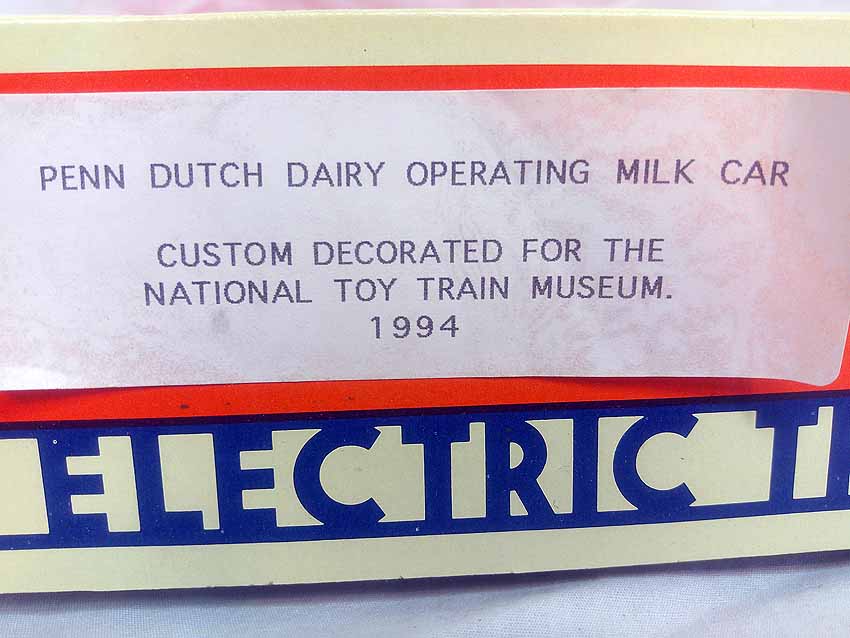 PENN DUTCH DAIRY OPERATING MILK CAR
CUSTOM DECORATED FOR THE
NATIONAL TOY TRAIN MUSEUM.
1994
ELECTRIC